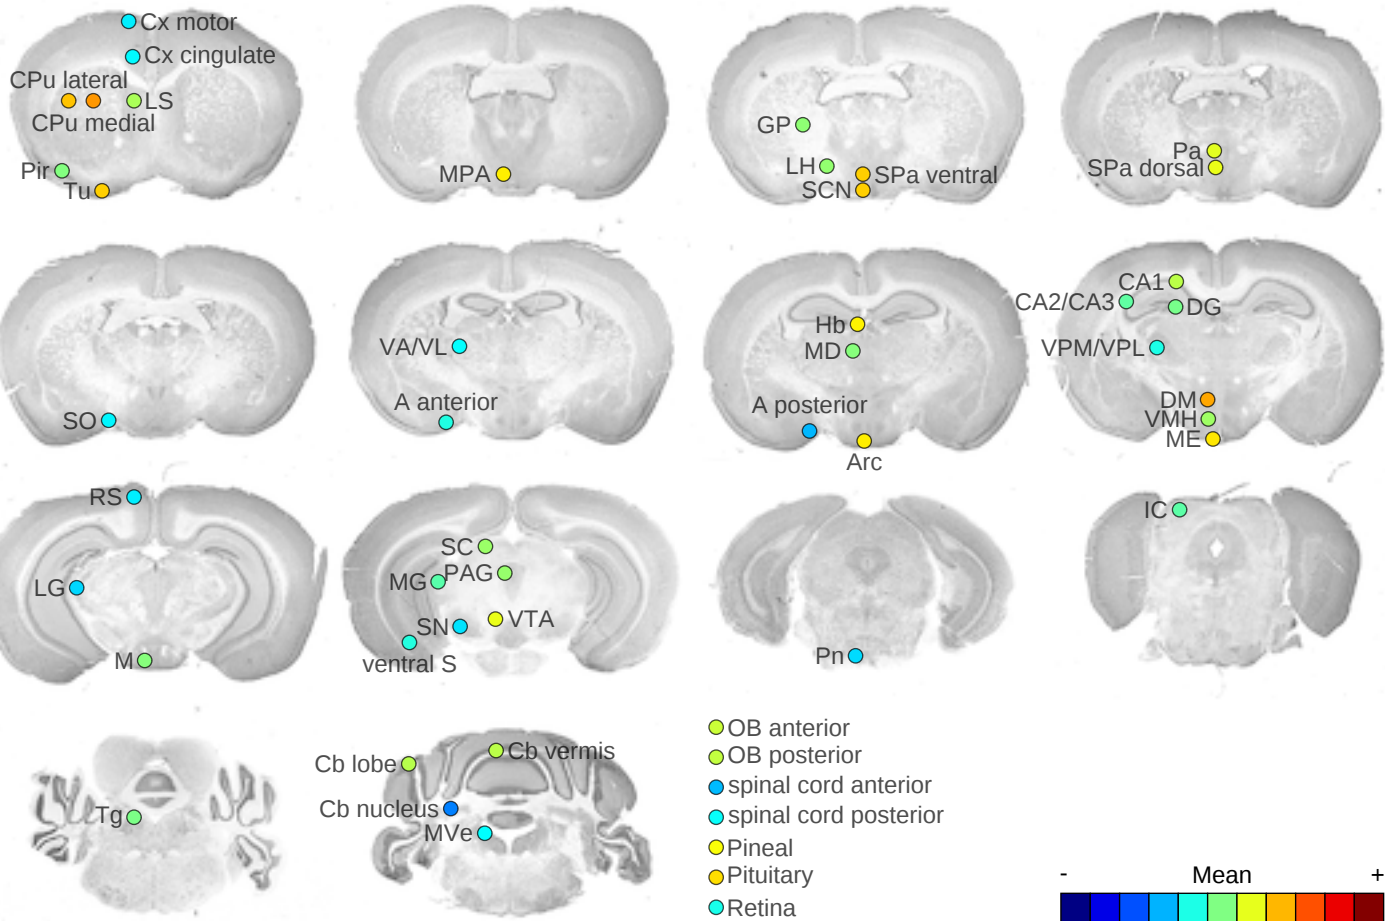 Cx motor
Cx cingulate
CPu lateral
LS
CPu medial
Pir
Tu
MPA
GP
LH
SPa ventral
SCN
Pa
SPa dorsal
SO
VA/VL
A anterior
Hb
MD
A posterior
Arc
CA1
CA2/CA3
DG
VPM/VPL
DM
VMH
ME
RS
LG
M
SC
PAG
MG
VTA
SN
ventral S
Pn
IC
Tg
Cb vermis
Cb lobe
Cb nucleus
MVe
OB anterior
OB posterior
spinal cord anterior
spinal cord posterior
Pineal
Pituitary
Retina
- Mean +